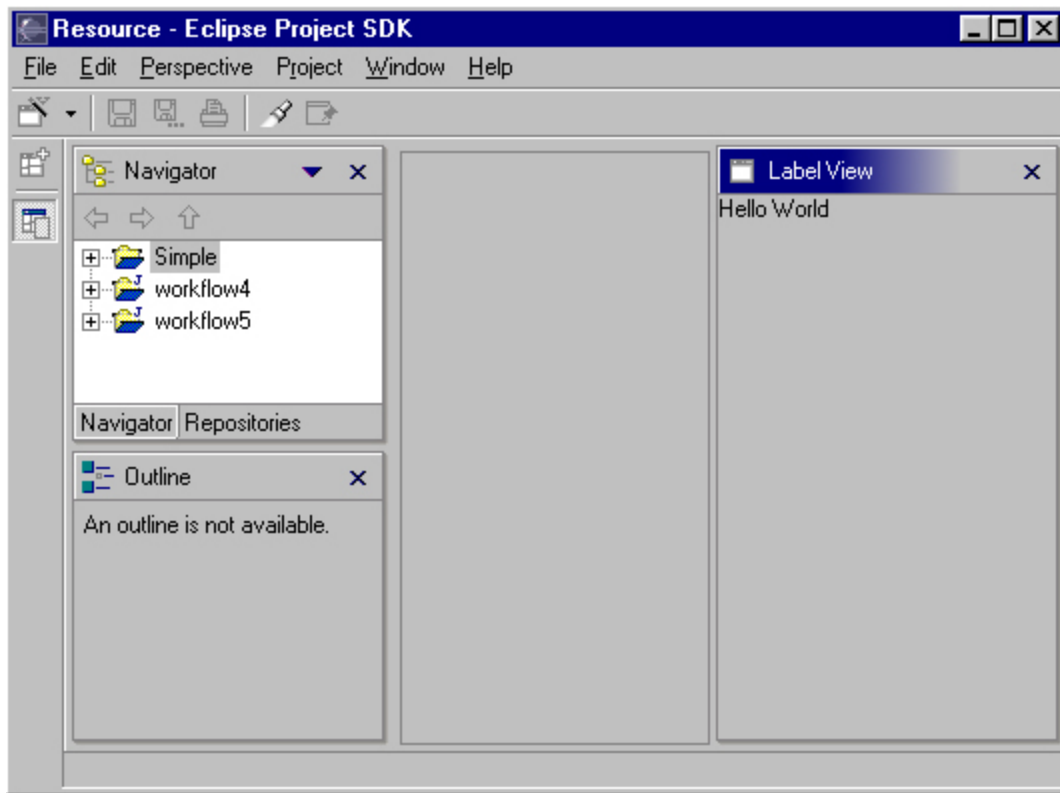 Resource - Eclipse Project SDK
File Edit Perspective Project Window Help
Navigator
Simple
workflow4
workflow5
Navigator Repositories
Outline
An outline is not available.
Label View
Hello World